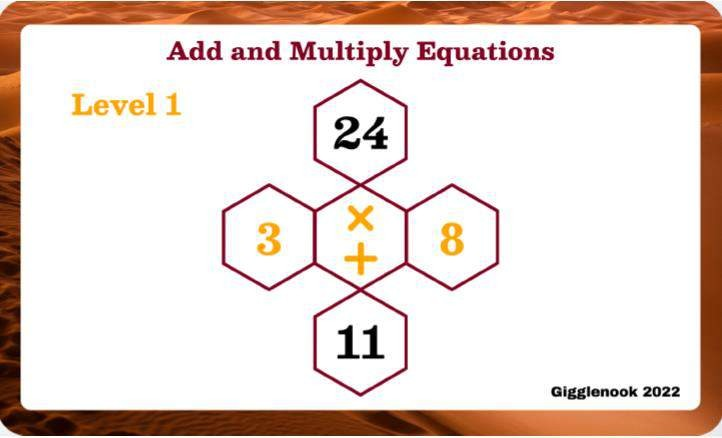 Add and Multiply Equations
Level 1
24
×
3 8
+
11
Gigglenook 2022